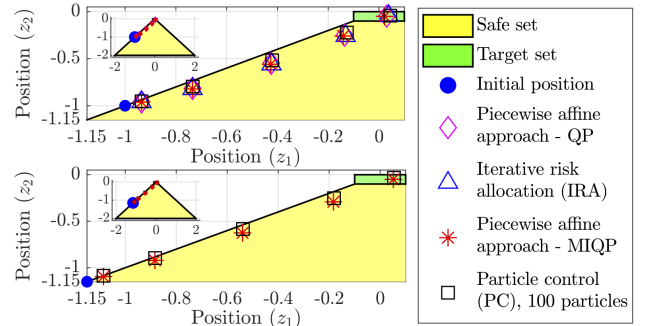 0
-0.5
-1
-1.15
Position (z₂)
0
-1
-2
-2
0
2
-1.15
-1
-0.8
-0.6
-0.4
-0.2
0
Position (z₁)
0
-0.5
-1
-1.15
Position (z₂)
0
-1
-2
-2
0
2
-1.15
-1
-0.8
-0.6
-0.4
-0.2
0
Position (z₁)
Safe set
Target set
Initial position
Piecewise affine
approach - QP
Iterative risk
allocation (IRA)
Piecewise affine
approach - MIQP
Particle control
(PC), 100 particles